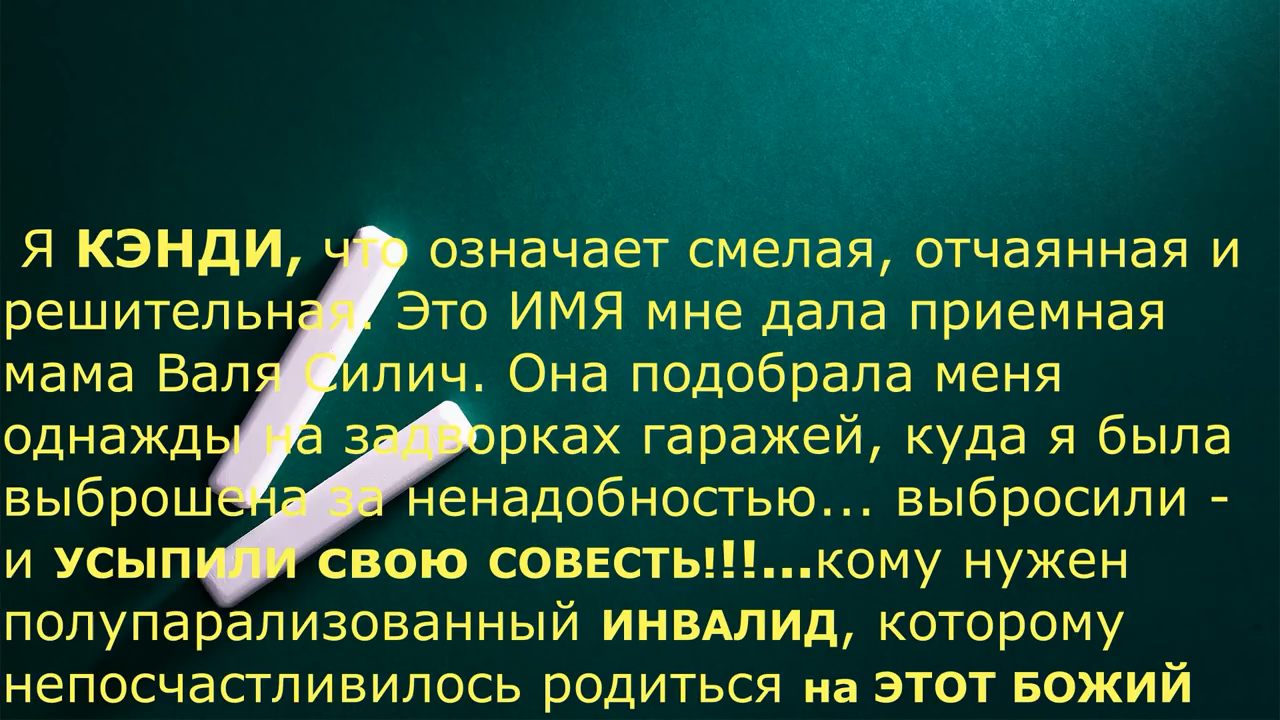 Я КЭНДИ, что означает смелая, отчаянная и
решительная. Это ИМЯ мне дала приемная
мама Валя Силич. Она подобрала меня
однажды на задворках гаражей, куда я была
выброшена за ненадобностью... выбросили -
и УСЫПИЛИ свою СОВЕСТЬ!!!...кому нужен
полупарализованный ИНВАЛИД, которому
непосчастливилось родиться на ЭТОТ БОЖИЙ